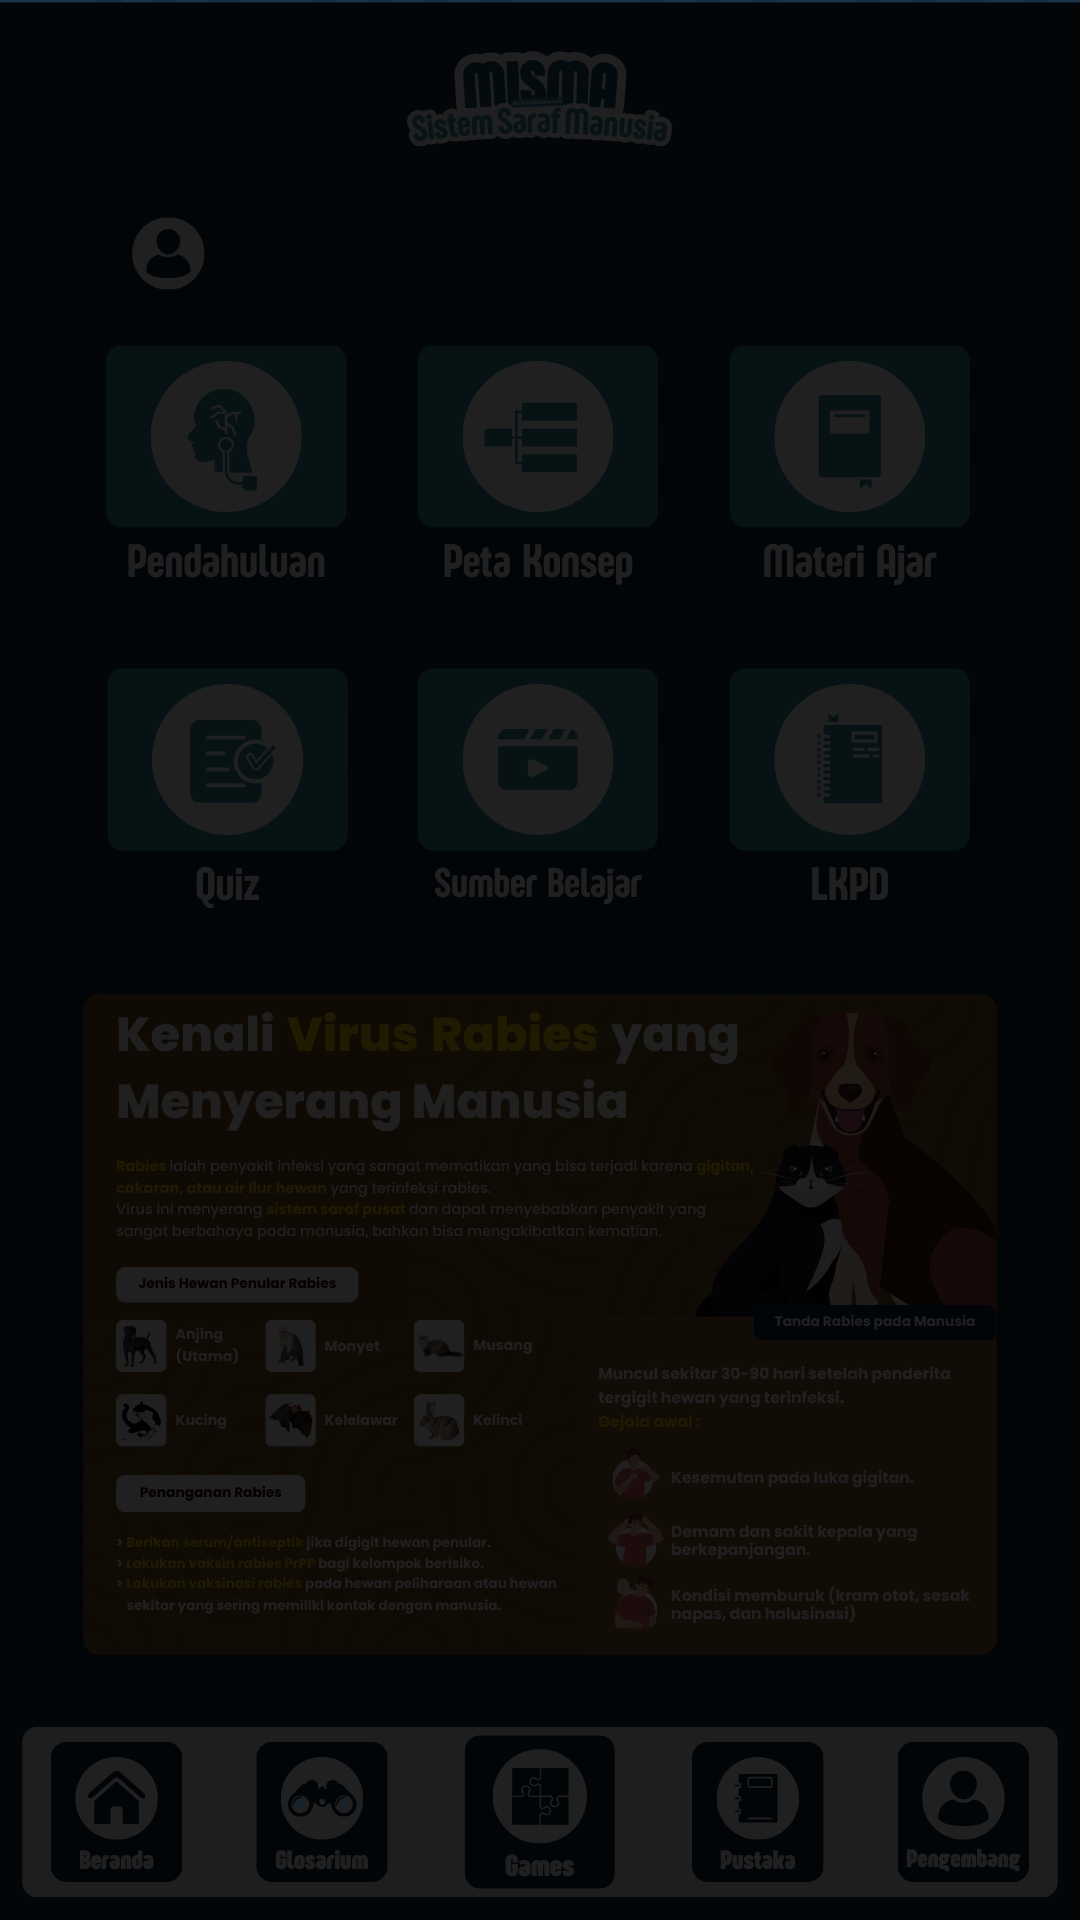 MISMA
Sistem Saraf Manusia
Pendahuluan
Peta Konsep
Materi Ajar
Quiz
Sumber Belajar
LKPD
Kenali Virus Rabies yang
Menyerang Manusia
Rabies ialah penyakit infeksi yang sangat mematikan yang bisa terjadi karena gigitan,
cakaran, atau air liur hewan yang terinfeksi rabies.
Virus ini menyerang sistem saraf pusat dan dapat menyebabkan penyakit yang
sangat berbahaya pada manusia, bahkan bisa mengakibatkan kematian.
Jenis Hewan Penular Rabies
Anjing
(Utama)
Monyet
Musang
Kucing
Kelelawar
Kelinci
Penanganan Rabies
> Berikan serum/antiseptik jika digigit hewan penular.
> Lakukan vaksin rabies PrPP bagi kelompok berisiko.
> Lakukan vaksinasi rabies pada hewan peliharaan atau hewan
sekitar yang sering memiliki kontak dengan manusia.
Tanda Rabies pada Manusia
Muncul sekitar 30-90 hari setelah penderita
tergigit hewan yang terinfeksi.
Gejala awal :
Kesemutan pada luka gigitan.
Demam dan sakit kepala yang
berkepanjangan.
Kondisi memburuk (kram otot, sesak
napas, dan halusinasi)
Beranda
Glosarium
Games
Pustaka
Pengembang